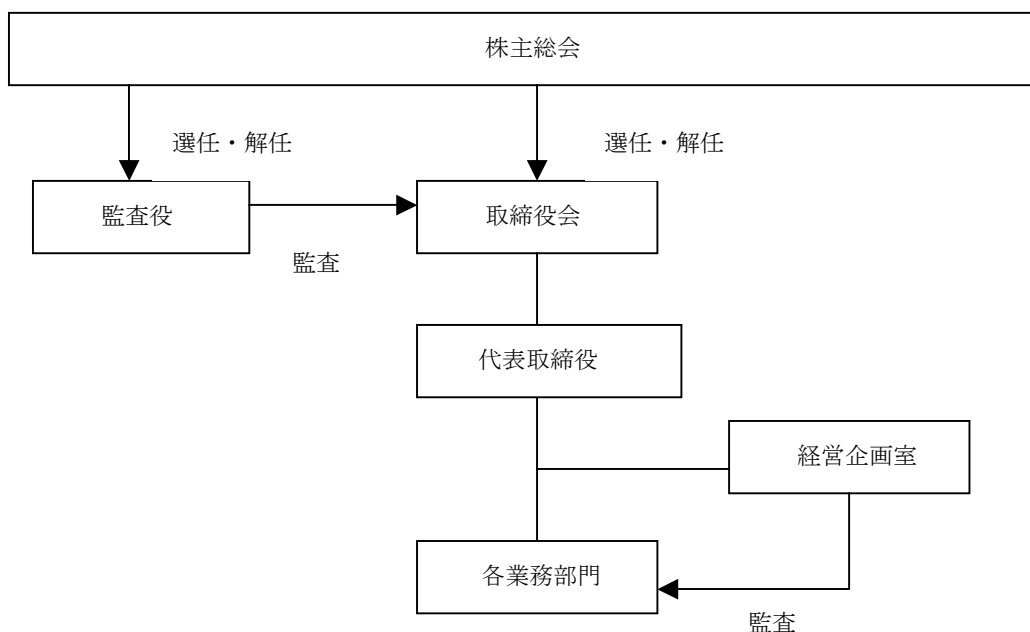 株主総会
選任・解任
選任・解任
監査役
取締役会
監査
代表取締役
経営企画室
各業務部門
監査